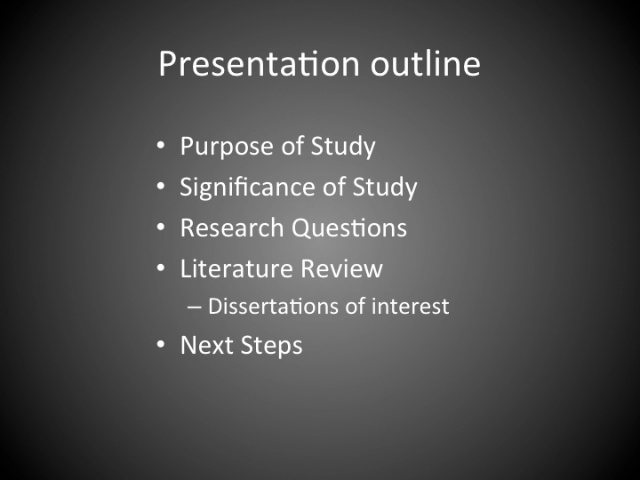 Presentation outline
• Purpose of Study
• Significance of Study
• Research Questions
• Literature Review
– Dissertations of interest
• Next Steps